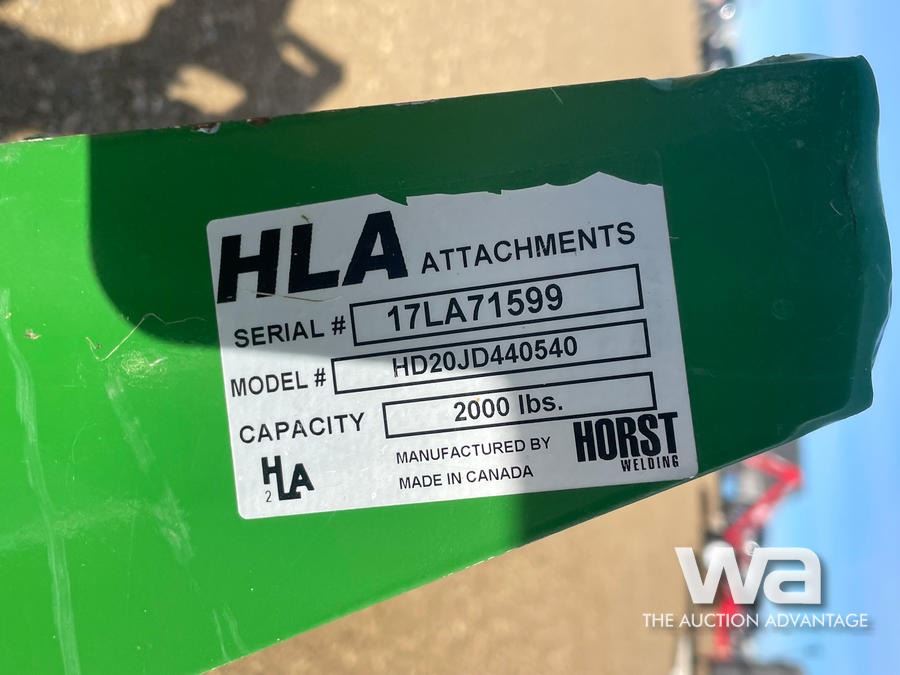 HLA ATTACHMENTS
SERIAL # 17LA71599
MODEL # HD20JD440540
CAPACITY 2000 lbs.
MANUFACTURED BY HORST WELDING
MADE IN CANADA
H2LA
wa
THE AUCTION ADVANTAGE